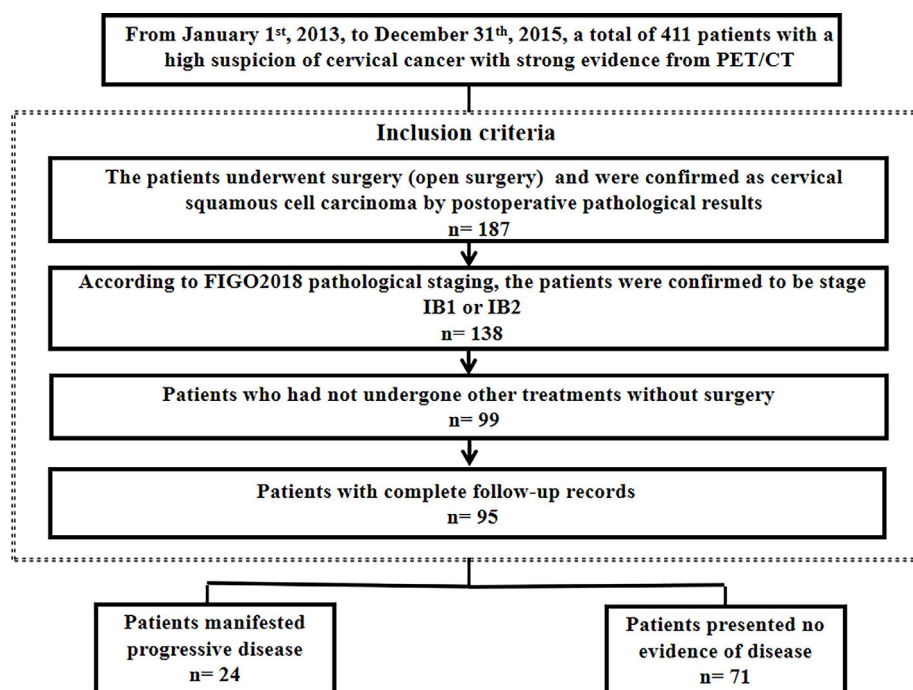 From January 1st, 2013, to December 31th, 2015, a total of 411 patients with a
high suspicion of cervical cancer with strong evidence from PET/CT
Inclusion criteria
The patients underwent surgery (open surgery) and were confirmed as cervical
squamous cell carcinoma by postoperative pathological results
n= 187
According to FIGO2018 pathological staging, the patients were confirmed to be stage
IB1 or IB2
n= 138
Patients who had not undergone other treatments without surgery
n= 99
Patients with complete follow-up records
n= 95
Patients manifested
progressive disease
n= 24
Patients presented no
evidence of disease
n= 71